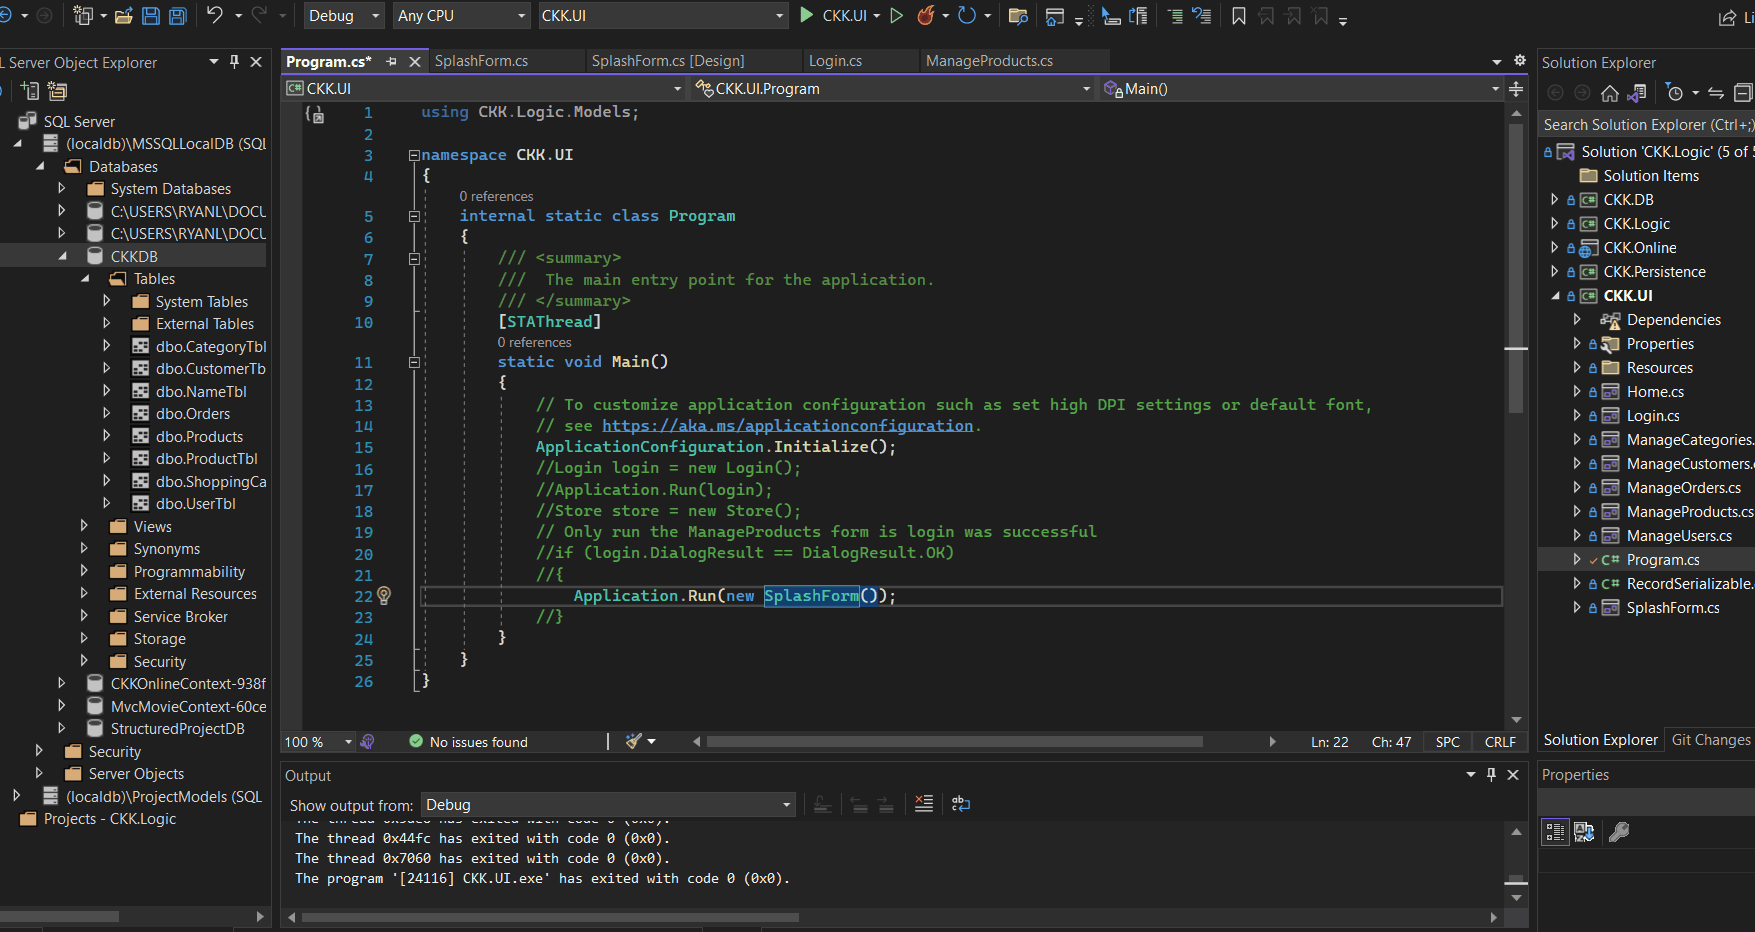 Debug
Any CPU
CKK.UI
CKK.UI
Li
L Server Object Explorer
SQL Server
(localdb)\MSSQLLocalDB (SQL
Databases
System Databases
C:\USERS\RYANL\DOCU
C:\USERS\RYANL\DOCU
CKKDB
Tables
System Tables
External Tables
dbo.CategoryTbl
dbo.CustomerTb
dbo.NameTbl
dbo.Orders
dbo.Products
dbo.ProductTbl
dbo.ShoppingCa
dbo.UserTbl
Views
Synonyms
Programmability
External Resources
Service Broker
Storage
Security
CKKOnlineContext-938f
MvcMovieContext-60ce
StructuredProjectDB
Security
Server Objects
(localdb)\ProjectModels (SQL
Projects - CKK.Logic
Program.cs*
SplashForm.cs
SplashForm.cs [Design]
Login.cs
ManageProducts.cs
C# CKK.UI
CKK.UI.Program
Main()
1 using CKK.Logic.Models;
2
3 namespace CKK.UI
4 {
0 references
5 internal static class Program
6 {
7 /// <summary>
8 ///  The main entry point for the application.
9 /// </summary>
10 [STAThread]
0 references
11 static void Main()
12 {
13 // To customize application configuration such as set high DPI settings or default font,
14 // see https://aka.ms/applicationconfiguration.
15 ApplicationConfiguration.Initialize();
16 //Login login = new Login();
17 //Application.Run(login);
18 //Store store = new Store();
19 // Only run the ManageProducts form is login was successful
20 //if (login.DialogResult == DialogResult.OK)
21 //{
22 Application.Run(new SplashForm());
23 //}
24 }
25 }
26 }
100 %
No issues found
Ln: 22
Ch: 47
SPC
CRLF
Output
Show output from: Debug
The thread 0x44fc has exited with code 0 (0x0).
The thread 0x7060 has exited with code 0 (0x0).
The program '[24116] CKK.UI.exe' has exited with code 0 (0x0).
Solution Explorer
Search Solution Explorer (Ctrl+;)
Solution 'CKK.Logic' (5 of 5
Solution Items
C# CKK.DB
C# CKK.Logic
CKK.Online
C# CKK.Persistence
C# CKK.UI
Dependencies
Properties
Resources
Home.cs
Login.cs
ManageCategories.
ManageCustomers.c
ManageOrders.cs
ManageProducts.cs
ManageUsers.cs
C# Program.cs
C# RecordSerializable.
SplashForm.cs
Solution Explorer
Git Changes
Properties